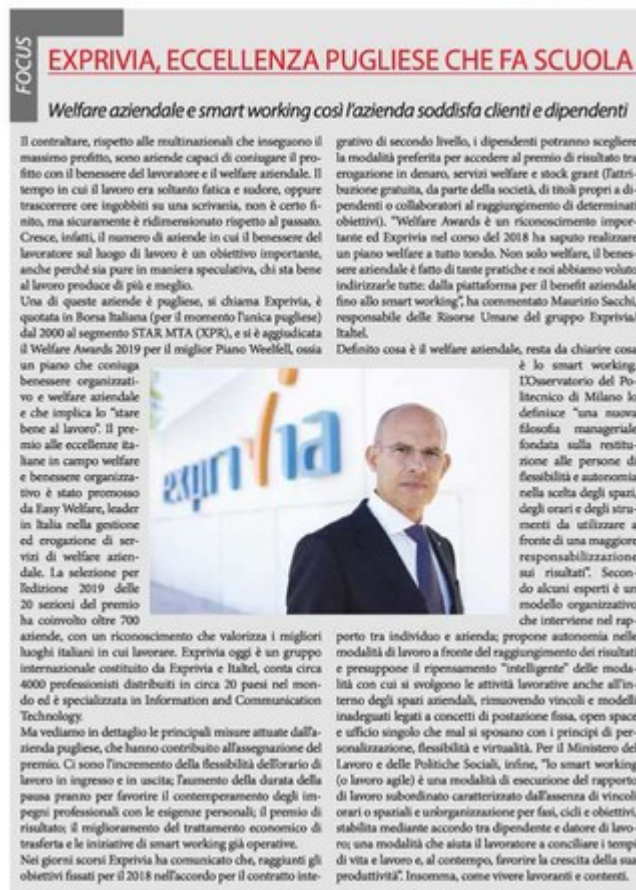 FOCUS
EXPRIVIA, ECCELLENZA PUGLIESE CHE FA SCUOLA
Welfare aziendale e smart working così l'azienda soddisfa clienti e dipendenti
Il contraltare, rispetto alle multinazionali che inseguono il
massimo profitto, sono aziende capaci di coniugare il pro-
fitto con il benessere del lavoratore e il welfare aziendale. Il
tempo in cui il lavoro era soltanto fatica e sudore, oppure
trascorrere ore ingobbiti su una scrivania, non è certo fi-
nito, ma sicuramente è ridimensionato rispetto al passato.
Cresce, infatti, il numero di aziende in cui il benessere del
lavoratore sul luogo di lavoro è un obiettivo importante,
anche perché sia pure in maniera speculativa, chi sta bene
al lavoro produce di più e meglio.
Una di queste aziende è pugliese, si chiama Exprivia, è
quotata in Borsa Italiana (per il momento l'unica pugliese)
dal 2000 al segmento STAR MTA (XPR), e si è aggiudicata
il Welfare Awards 2019 per il miglior Piano Weelfell, ossia
un piano che coniuga
benessere organizzati-
vo e welfare aziendale
e che implica lo "stare
bene al lavoro". Il pre-
mio alle eccellenze ita-
liane in campo welfare
e benessere organizza-
tivo è stato promosso
da Easy Welfare, leader
in Italia nella gestione
ed erogazione di ser-
vizi di welfare azien-
dale. La selezione per
l'edizione 2019 delle
20 sezioni del premio
ha coinvolto oltre 700
aziende, con un riconoscimento che valorizza i migliori
luoghi italiani in cui lavorare. Exprivia oggi è un gruppo
internazionale costituito da Exprivia e Italtel, conta circa
4000 professionisti distribuiti in circa 20 paesi nel mon-
do ed è specializzata in Information and Communication
Technology.
Ma vediamo in dettaglio le principali misure attuate dall'a-
zienda pugliese, che hanno contribuito all'assegnazione del
premio. Ci sono l'incremento della flessibilità dell'orario di
lavoro in ingresso e in uscita; l'aumento della durata della
pausa pranzo per favorire il contemperamento degli im-
pegni professionali con le esigenze personali; il premio di
risultato; il miglioramento del trattamento economico di
trasferta e le iniziative di smart working già operative.
Nei giorni scorsi Exprivia ha comunicato che, raggiunti gli
obiettivi fissati per il 2018 nell'accordo per il contratto inte-
grativo di secondo livello, i dipendenti potranno scegliere
la modalità preferita per accedere al premio di risultato tra
erogazione in denaro, servizi welfare e stock grant (l'attri-
buzione gratuita, da parte della società, di titoli propri a di-
pendenti o collaboratori al raggiungimento di determinati
obiettivi). "Welfare Awards è un riconoscimento impor-
tante ed Exprivia nel corso del 2018 ha saputo realizzare
un piano welfare a tutto tondo. Non solo welfare, il benes-
sere aziendale è fatto di tante pratiche e noi abbiamo voluto
indirizzarle tutte: dalla piattaforma per il benefit aziendale
fino allo smart working", ha commentato Maurizio Sacchi,
responsabile delle Risorse Umane del gruppo Exprivia/
Italtel.
Definito cosa è il welfare aziendale, resta da chiarire cosa
è lo smart working.
L'Osservatorio del Po-
litecnico di Milano lo
definisce "una nuova
filosofia manageriale
fondata sulla restitu-
zione alle persone di
flessibilità e autonomia
nella scelta degli spazi,
degli orari e degli stru-
menti da utilizzare a
fronte di una maggiore
responsabilizzazione
sui risultati". Secon-
do alcuni esperti è un
modello organizzativo
che interviene nel rap-
porto tra individuo e azienda; propone autonomia nelle
modalità di lavoro a fronte del raggiungimento dei risultati
e presuppone il ripensamento "intelligente" delle moda-
lità con cui si svolgono le attività lavorative anche all'in-
terno degli spazi aziendali, rimuovendo vincoli e modelli
inadeguati legati a concetti di postazione fissa, open space
e ufficio singolo che mal si sposano con i principi di per-
sonalizzazione, flessibilità e virtualità. Per il Ministero del
Lavoro e delle Politiche Sociali, infine, "lo smart working
(o lavoro agile) è una modalità di esecuzione del rapporto
di lavoro subordinato caratterizzato dall'assenza di vincoli
orari o spaziali e un'organizzazione per fasi, cicli e obiettivi,
stabilita mediante accordo tra dipendente e datore di lavo-
ro; una modalità che aiuta il lavoratore a conciliare i tempi
di vita e lavoro e, al contempo, favorire la crescita della sua
produttività". Insomma, come vivere lavoranti e contenti.
exprivia